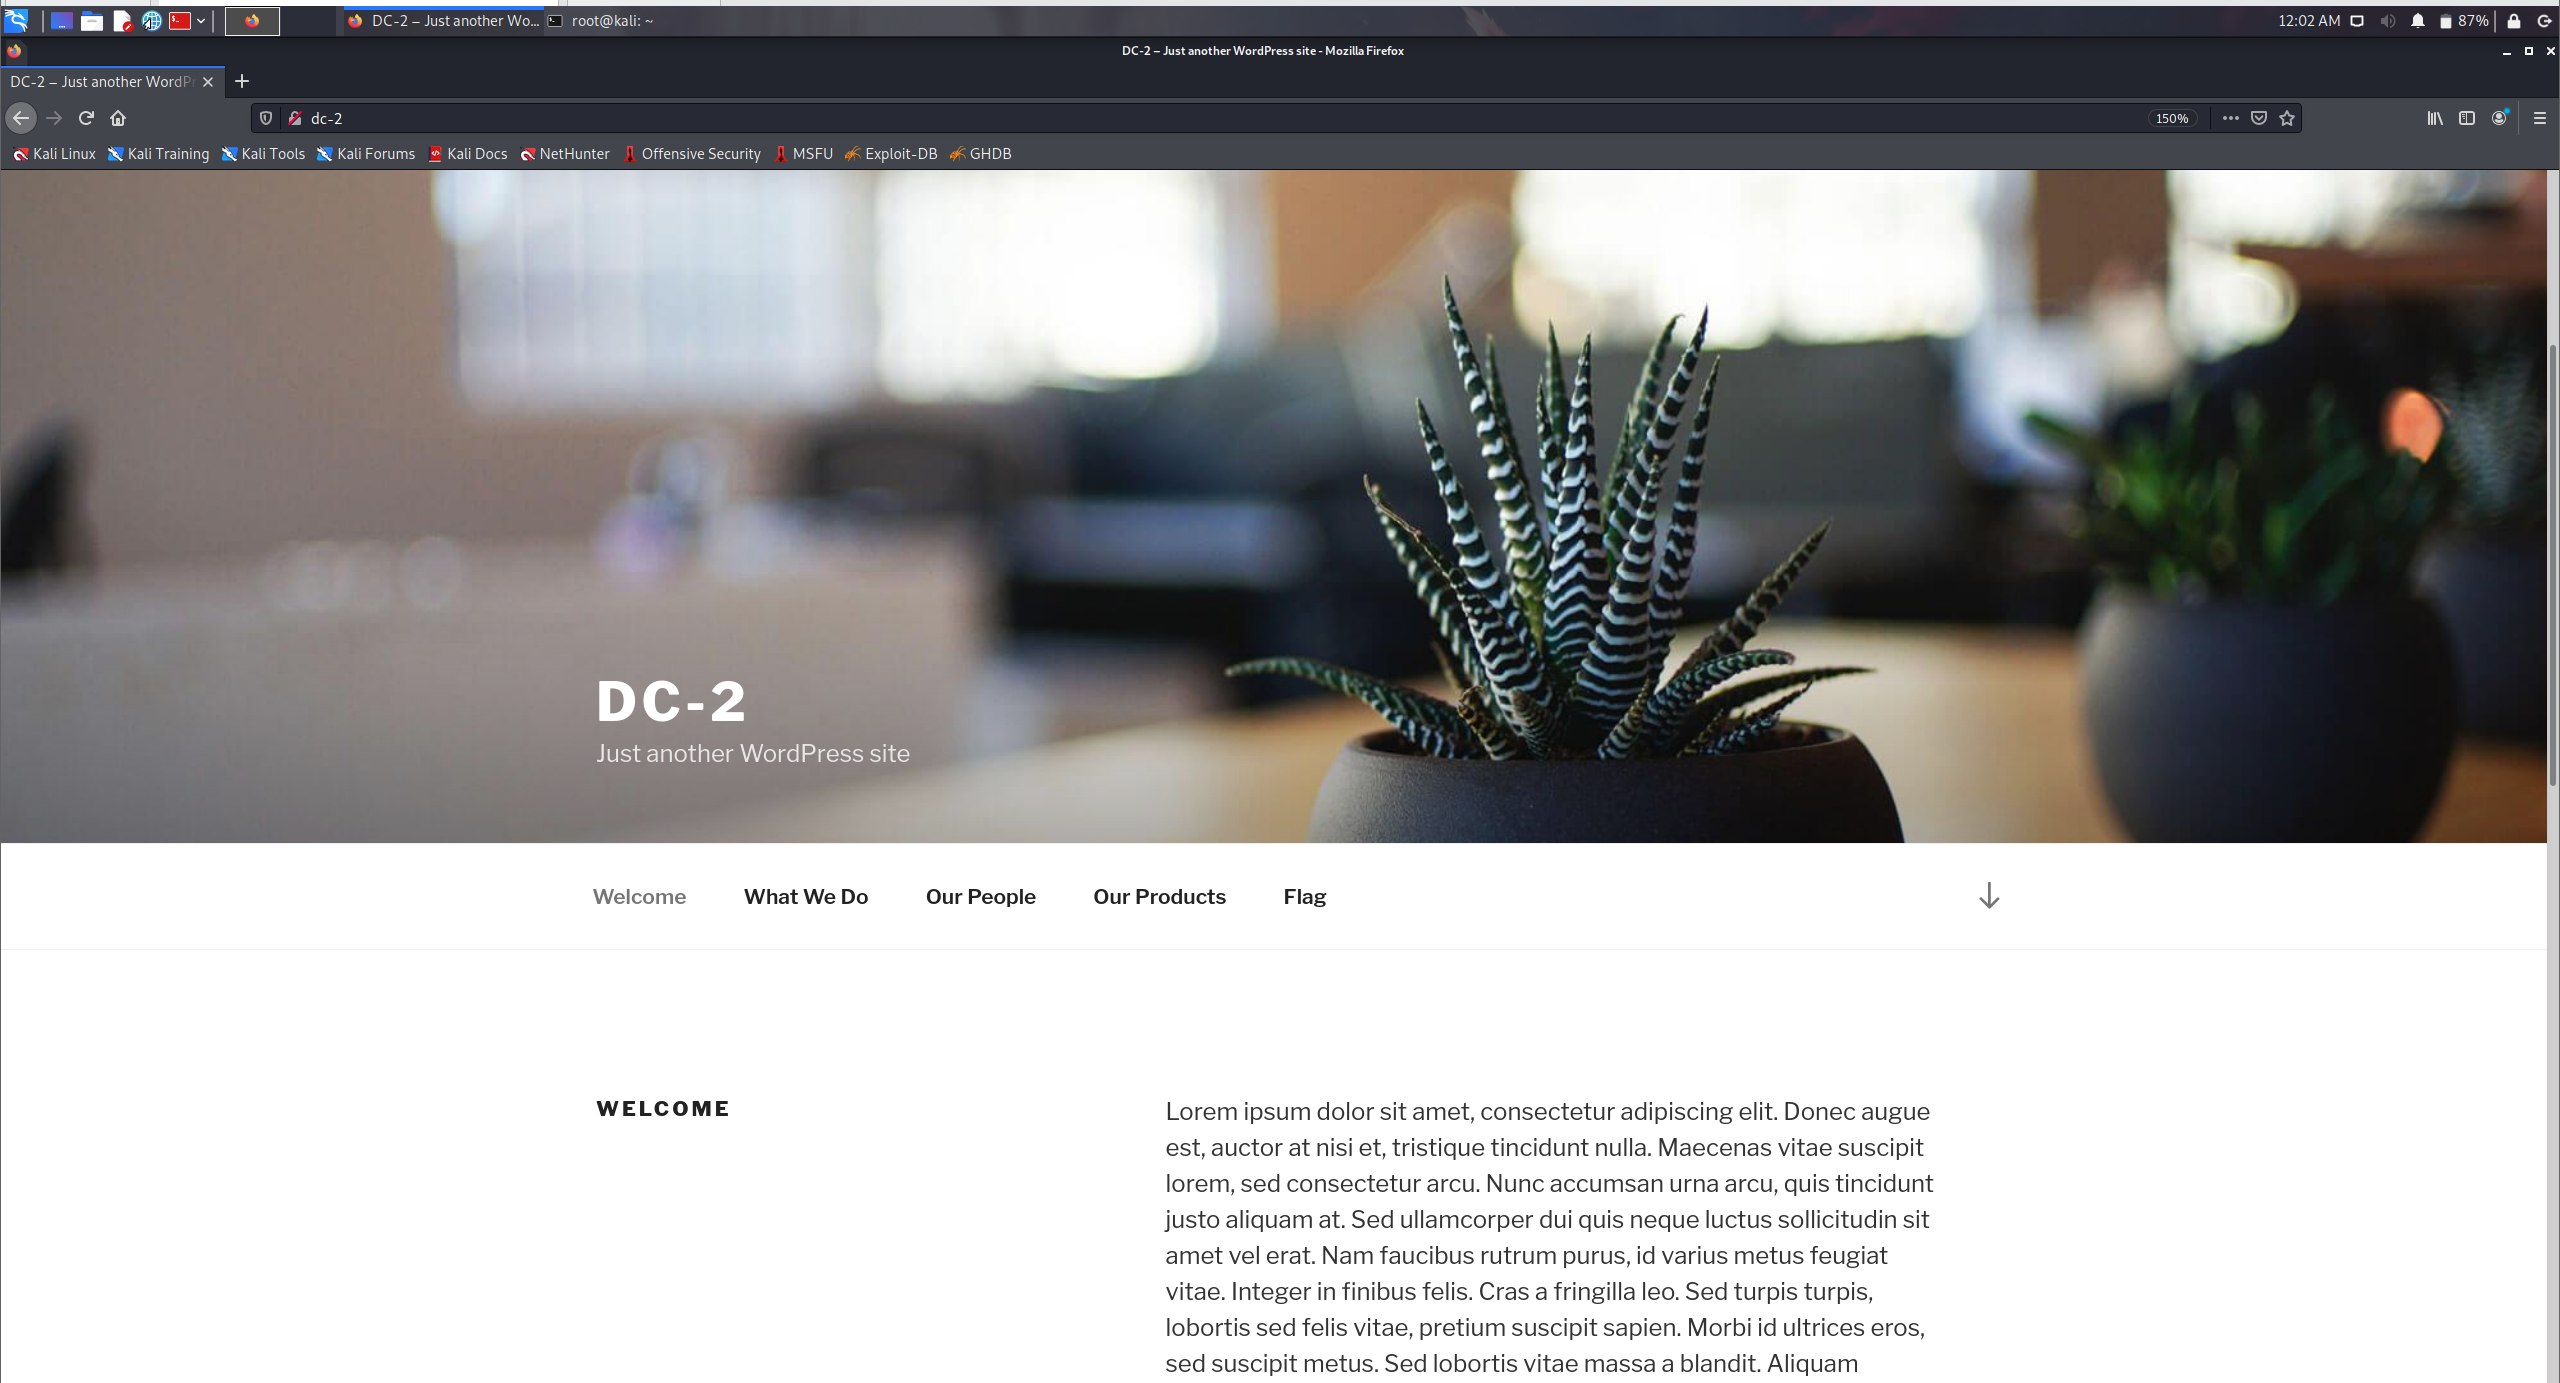 DC-2 – Just another Wo...
root@kali: ~
12:02 AM
87%
DC-2 – Just another WordPress site - Mozilla Firefox
DC-2 – Just another WordPr
dc-2
150%
Kali Linux
Kali Training
Kali Tools
Kali Forums
Kali Docs
NetHunter
Offensive Security
MSFU
Exploit-DB
GHDB
DC-2
Just another WordPress site
Welcome
What We Do
Our People
Our Products
Flag
WELCOME
Lorem ipsum dolor sit amet, consectetur adipiscing elit. Donec augue
est, auctor at nisi et, tristique tincidunt nulla. Maecenas vitae suscipit
lorem, sed consectetur arcu. Nunc accumsan urna arcu, quis tincidunt
justo aliquam at. Sed ullamcorper dui quis neque luctus sollicitudin sit
amet vel erat. Nam faucibus rutrum purus, id varius metus feugiat
vitae. Integer in finibus felis. Cras a fringilla leo. Sed turpis turpis,
lobortis sed felis vitae, pretium suscipit sapien. Morbi id ultrices eros,
sed suscipit metus. Sed lobortis vitae massa a blandit. Aliquam